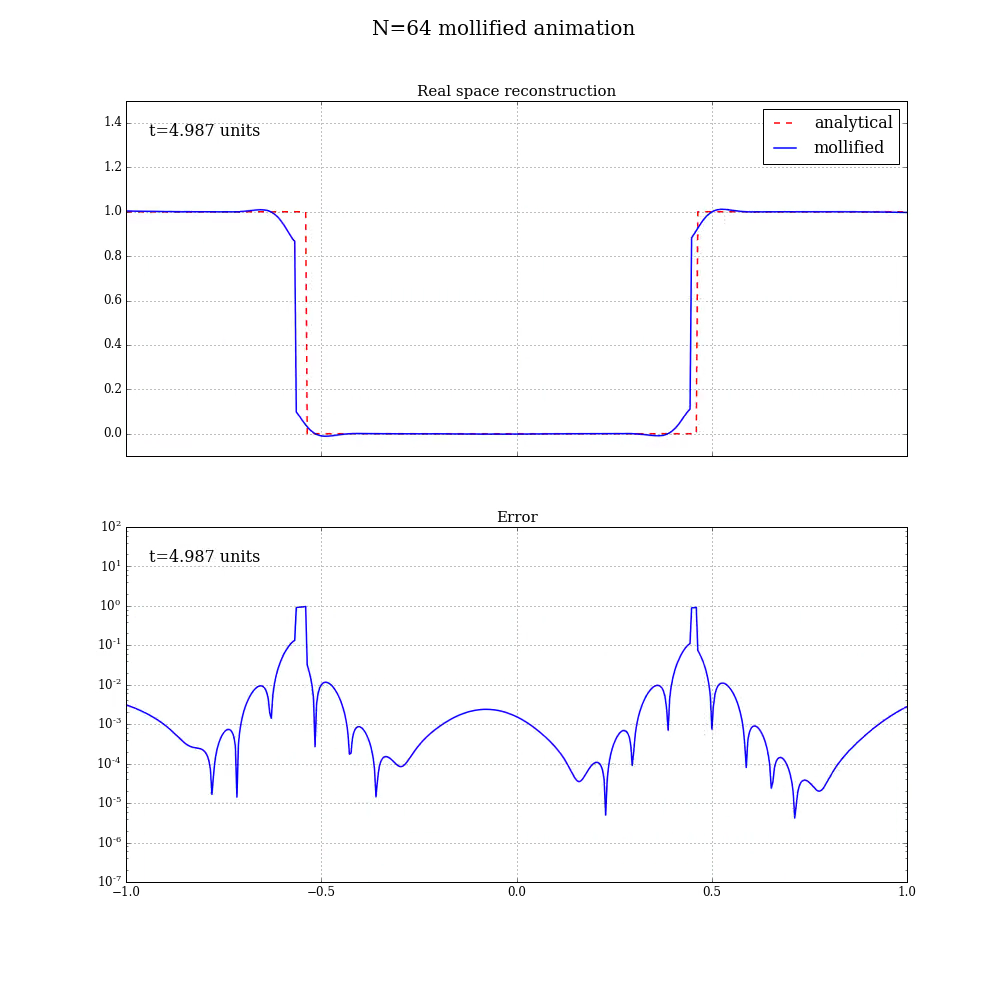 N=64 mollified animation
Real space reconstruction
t=4.987 units
analytical
mollified
1.4
1.2
1.0
0.8
0.6
0.4
0.2
0.0
Error
t=4.987 units
10²
10¹
10⁰
10⁻¹
10⁻²
10⁻³
10⁻⁴
10⁻⁵
10⁻⁶
10⁻⁷
−1.0 −0.5 0.0 0.5 1.0